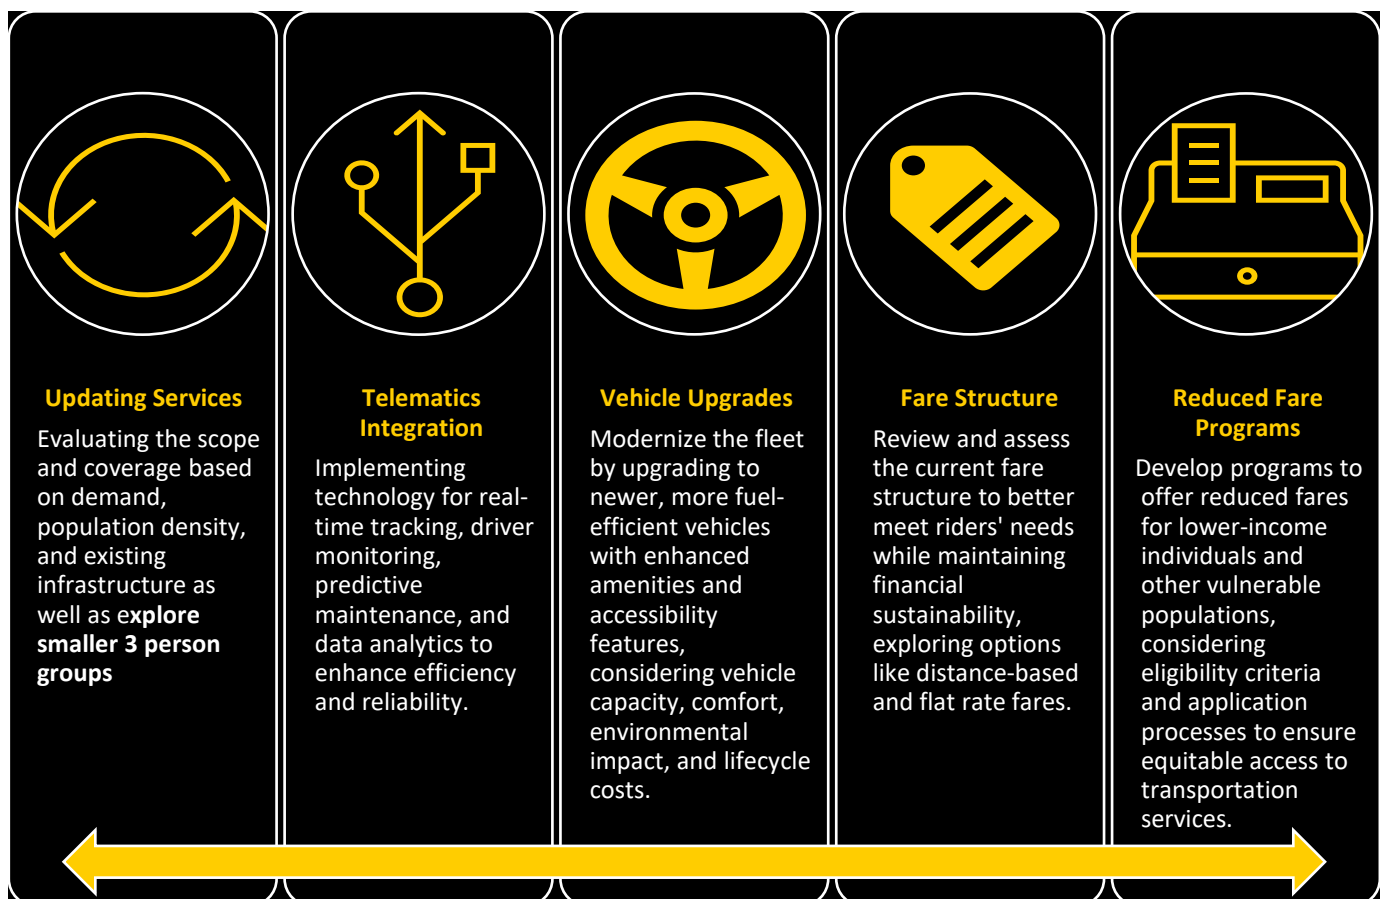 Updating Services
Evaluating the scope
and coverage based
on demand,
population density,
and existing
infrastructure as
well as explore
smaller 3 person
groups
Telematics
Integration
Implementing
technology for real-
time tracking, driver
monitoring,
predictive
maintenance, and
data analytics to
enhance efficiency
and reliability.
Vehicle Upgrades
Modernize the fleet
by upgrading to
newer, more fuel-
efficient vehicles
with enhanced
amenities and
accessibility
features,
considering vehicle
capacity, comfort,
environmental
impact, and lifecycle
costs.
Fare Structure
Review and assess
the current fare
structure to better
meet riders' needs
while maintaining
financial
sustainability,
exploring options
like distance-based
and flat rate fares.
Reduced Fare
Programs
Develop programs to
offer reduced fares
for lower-income
individuals and
other vulnerable
populations,
considering
eligibility criteria
and application
processes to ensure
equitable access to
transportation
services.